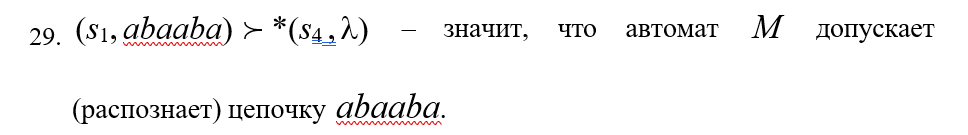 29. (s₁, abaaba) ≻ *(s₄, λ) – значит, что автомат M допускает
(распознает) цепочку abaaba.